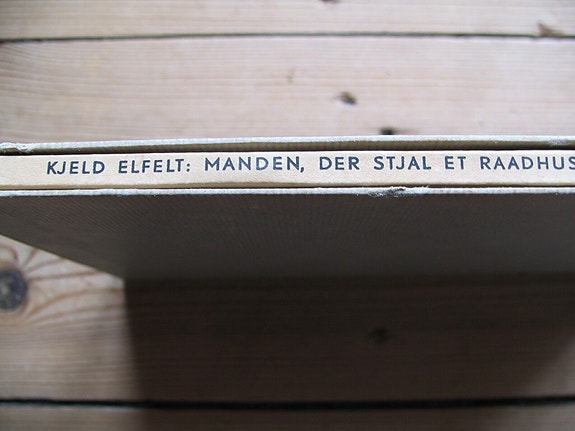 KJELD ELFELT: MANDEN, DER STJAL ET RAADHUS